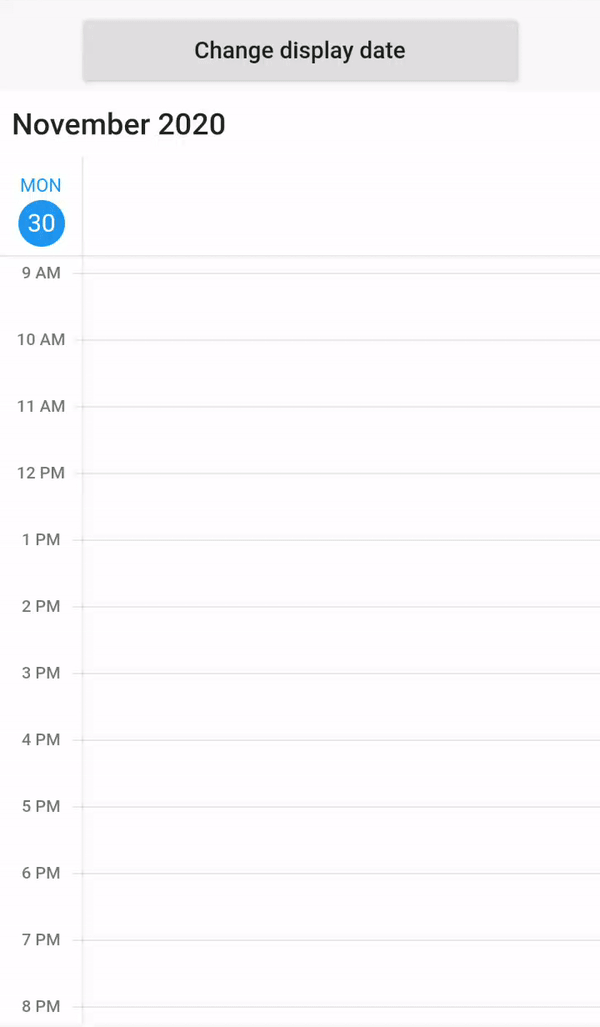 Change display date
November 2020
MON
30
9 AM
10 AM
11 AM
12 PM
1 PM
2 PM
3 PM
4 PM
5 PM
6 PM
7 PM
8 PM